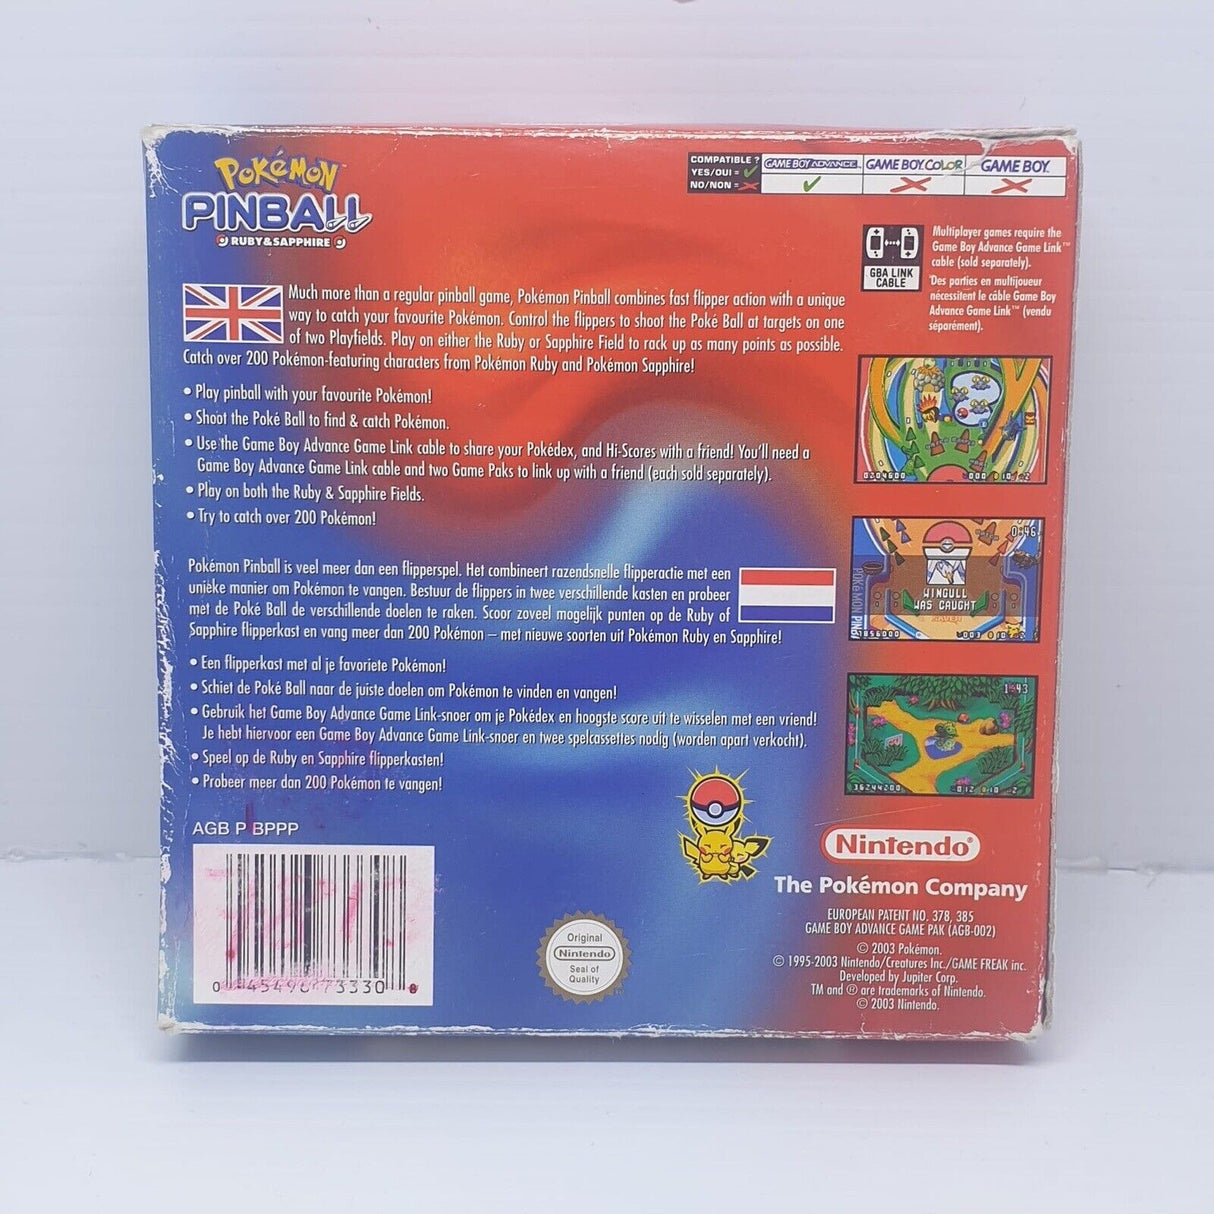 POKéMON™
PINBALL
RUBY & SAPPHIRE
COMPATIBLE ?
YES/OUI = ✓
NO/NON = ✗
GAME BOY ADVANCE
GAME BOY COLOR
GAME BOY
GBA LINK
CABLE
Multiplayer games require the
Game Boy Advance Game Link™
cable (sold separately).
Des parties en multijoueur
nécessitent le câble Game Boy
Advance Game Link™ (vendu
séparément).
Much more than a regular pinball game, Pokémon Pinball combines fast flipper action with a unique
way to catch your favourite Pokémon. Control the flippers to shoot the Poké Ball at targets on one
of two Playfields. Play on either the Ruby or Sapphire Field to rack up as many points as possible.
Catch over 200 Pokémon-featuring characters from Pokémon Ruby and Pokémon Sapphire!
• Play pinball with your favourite Pokémon!
• Shoot the Poké Ball to find & catch Pokémon.
• Use the Game Boy Advance Game Link cable to share your Pokédex, and Hi-Scores with a friend! You'll need a
Game Boy Advance Game Link cable and two Game Paks to link up with a friend (each sold separately).
• Play on both the Ruby & Sapphire Fields.
• Try to catch over 200 Pokémon!
Pokémon Pinball is veel meer dan een flipperspel. Het combineert razendsnelle flipperactie met een
unieke manier om Pokémon te vangen. Bestuur de flippers in twee verschillende kasten en probeer
met de Poké Ball de verschillende doelen te raken. Scoor zoveel mogelijk punten op de Ruby of
Sapphire flipperkast en vang meer dan 200 Pokémon – met nieuwe soorten uit Pokémon Ruby en Sapphire!
• Een flipperkast met al je favoriete Pokémon!
• Schiet de Poké Ball naar de juiste doelen om Pokémon te vinden en vangen!
• Gebruik het Game Boy Advance Game Link-snoer om je Pokédex en hoogste score uit te wisselen met een vriend!
Je hebt hiervoor een Game Boy Advance Game Link-snoer en twee spelcassettes nodig (worden apart verkocht).
• Speel op de Ruby en Sapphire flipperkasten!
• Probeer meer dan 200 Pokémon te vangen!
0204600
0:46
WINGULL
WAS CAUGHT
POKéMON PIN
1:43
36244200
AGB P BPPP
0 45496 73330 8
Original
Nintendo
Seal of
Quality
Nintendo®
The Pokémon Company
EUROPEAN PATENT NO. 378, 385
GAME BOY ADVANCE GAME PAK (AGB-002)
© 2003 Pokémon.
© 1995-2003 Nintendo/Creatures Inc./GAME FREAK inc.
Developed by Jupiter Corp.
TM and ® are trademarks of Nintendo.
© 2003 Nintendo.